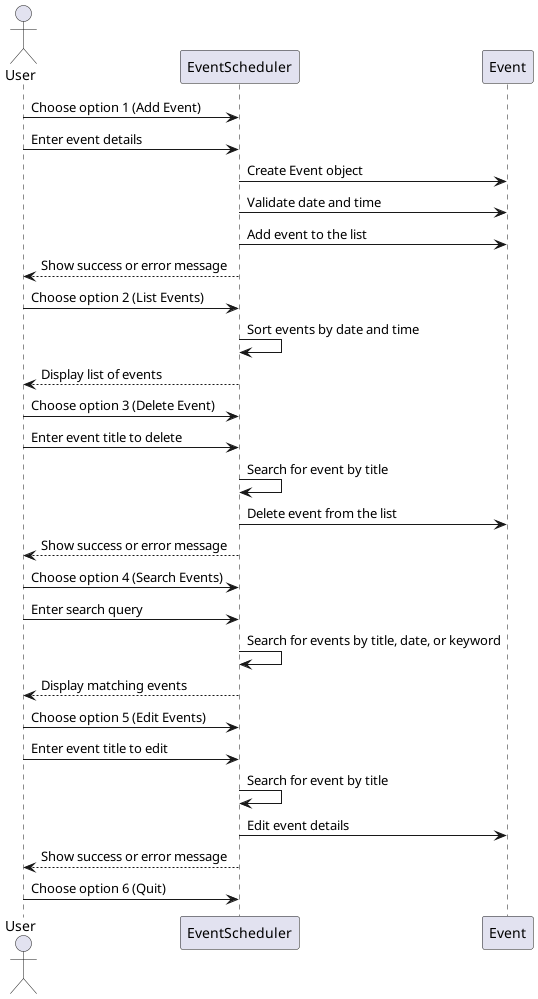 User
EventScheduler
Event
Choose option 1 (Add Event)
Enter event details
Create Event object
Validate date and time
Add event to the list
Show success or error message
Choose option 2 (List Events)
Sort events by date and time
Display list of events
Choose option 3 (Delete Event)
Enter event title to delete
Search for event by title
Delete event from the list
Show success or error message
Choose option 4 (Search Events)
Enter search query
Search for events by title, date, or keyword
Display matching events
Choose option 5 (Edit Events)
Enter event title to edit
Search for event by title
Edit event details
Show success or error message
Choose option 6 (Quit)
User
EventScheduler
Event